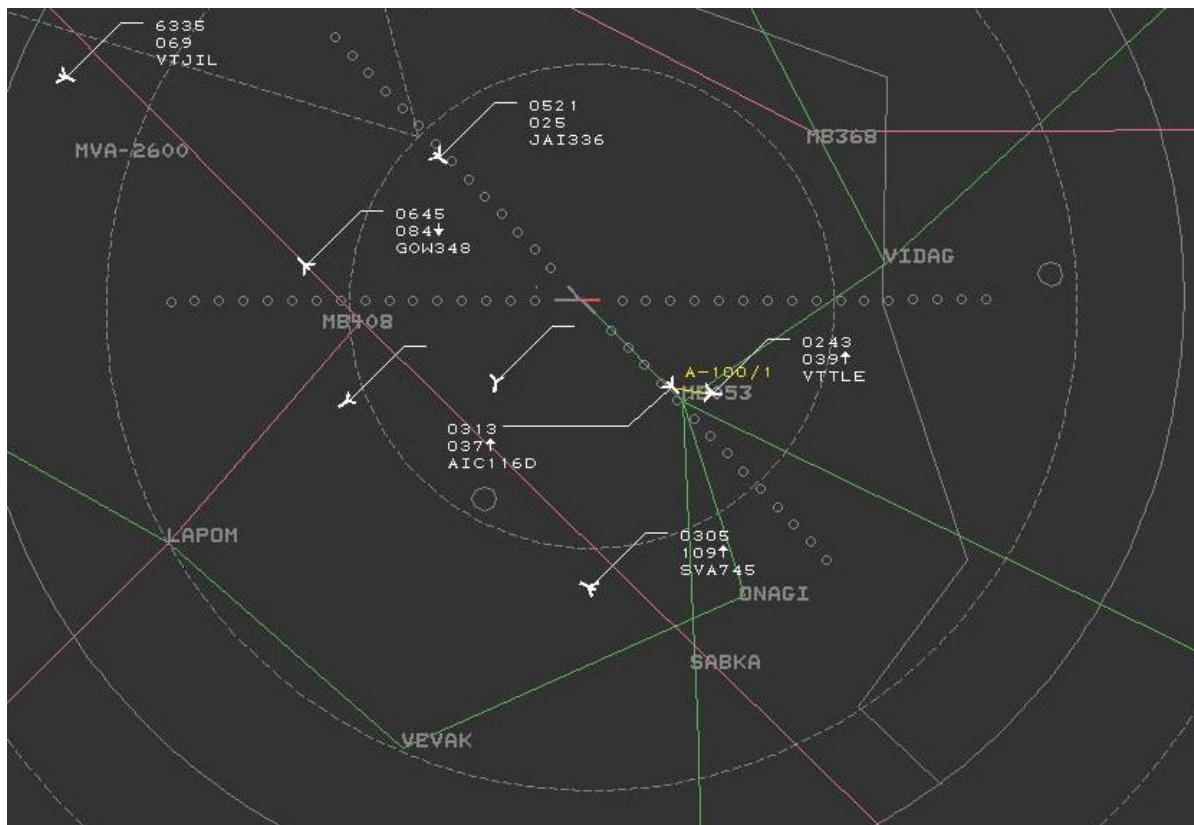 6335
069
VTJIL
0521
025
JAI336
MB368
MVA-2600
0645
084↓
GOW348
VIDAG
MB408
0243
039↑
VTTLE
A-100/1
0313
037↑
AIC116D
LAPOM
0305
109↑
SVA745
ONAGI
SABKA
VEVAK